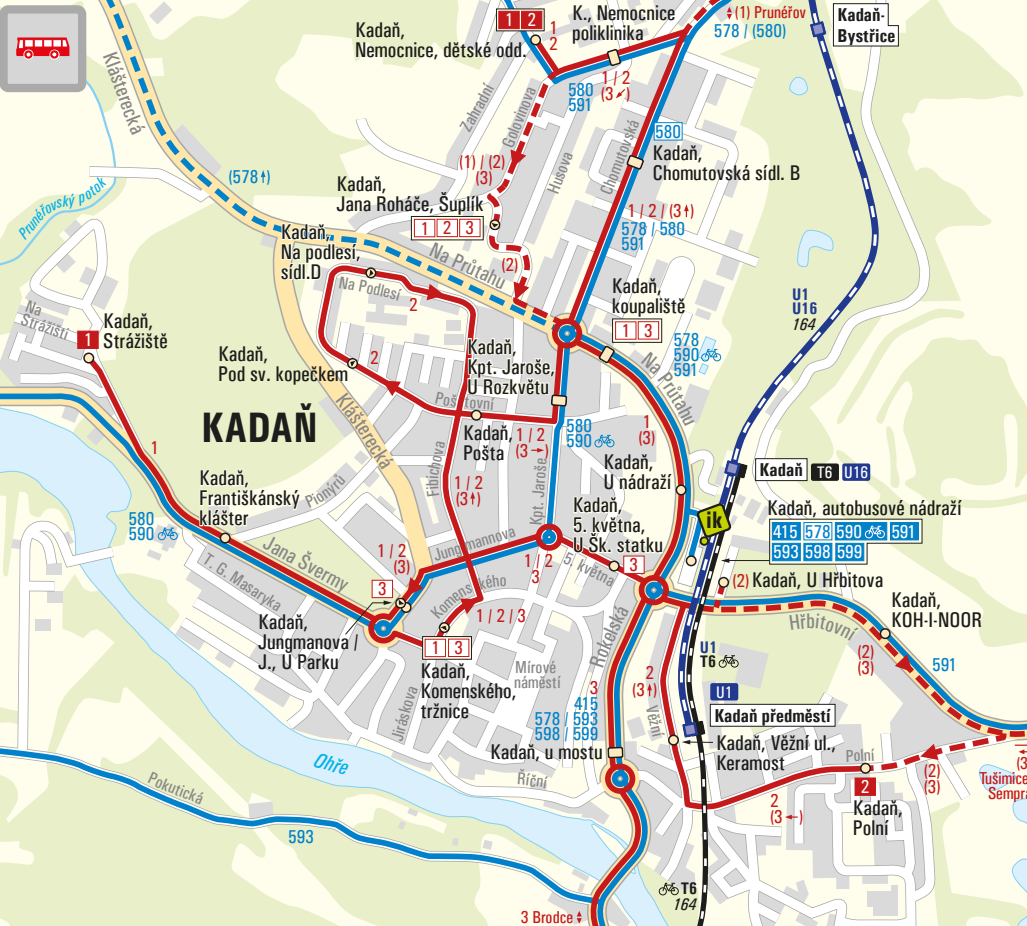 Kadaň,
Nemocnice, dětské odd.
1 2
1
2
K., Nemocnice
poliklinika
(1) Prunéřov
578 / (580)
Kadaň-
Bystřice
Klášterecká
Zahradní
Golovinova
580
591
1 / 2
(3 ↙)
Husova
Chomutovská
580
Kadaň,
Chomutovská sídl. B
Prunéřovský potok
(578↑)
(1) / (2)
(3)
Kadaň,
Jana Roháče, Šuplík
1 2 3
1 / 2 / (3↑)
578 / 580
591
Kadaň,
Na podlesí,
sídl.D
Na Průtahu
(2)
Na Podlesí
2
Kadaň,
koupaliště
1 3
U1
U16
164
Na
Strážišti
1
Kadaň,
Strážiště
578
590
591
Na Průtahu
Kadaň,
Pod sv. kopečkem
2
Kadaň,
Kpt. Jaroše,
U Rozkvětu
Poštovní
KADAŇ
Klášterecká
Kadaň,
Pošta
1 / 2
(3→)
580
590
1
(3)
Kadaň,
U nádraží
1
Fibichova
1 / 2
(3↑)
Kpt. Jaroše
Kadaň
T6 U16
Kadaň,
Františkánský
klášter
Pionýrů
Kadaň,
5. května,
U Šk. statku
ik
Kadaň, autobusové nádraží
415 578 590 591
593 598 599
580
590
Jana Švermy
T. G. Masaryka
1 / 2
(3)
Jungmannova
1 / 2
3
5. května
3
3
Komenského
1 / 2 / 3
(2)
Kadaň, U Hřbitova
Kadaň,
Jungmanova /
J., U Parku
1 3
Kadaň,
Komenského,
tržnice
Mírové
náměstí
Rokelská
Hřbitovní
Kadaň,
KOH-I-NOOR
(2)
(3)
591
U1
T6
U1
2
(3↑)
Věžní
Jiráskova
3
415
578 / 593
598 / 599
Kadaň předměstí
Kadaň, u mostu
Kadaň, Věžní ul.,
Keramost
Polní
2
Kadaň,
Polní
(2)
(3)
(3
Tušimice
Sempra
Ohře
Říční
Pokutická
593
2
(3←)
T6
164
3 Brodce